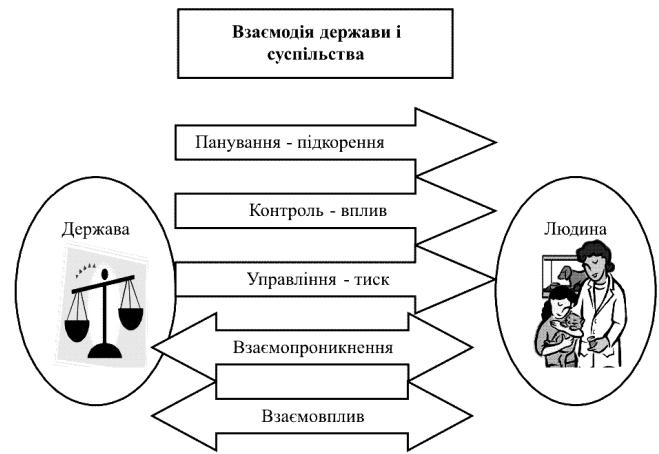 Взаємодія держави і
суспільства
Панування - підкорення
Контроль - вплив
Держава
Людина
Управління - тиск
Взаємопроникнення
Взаємовплив